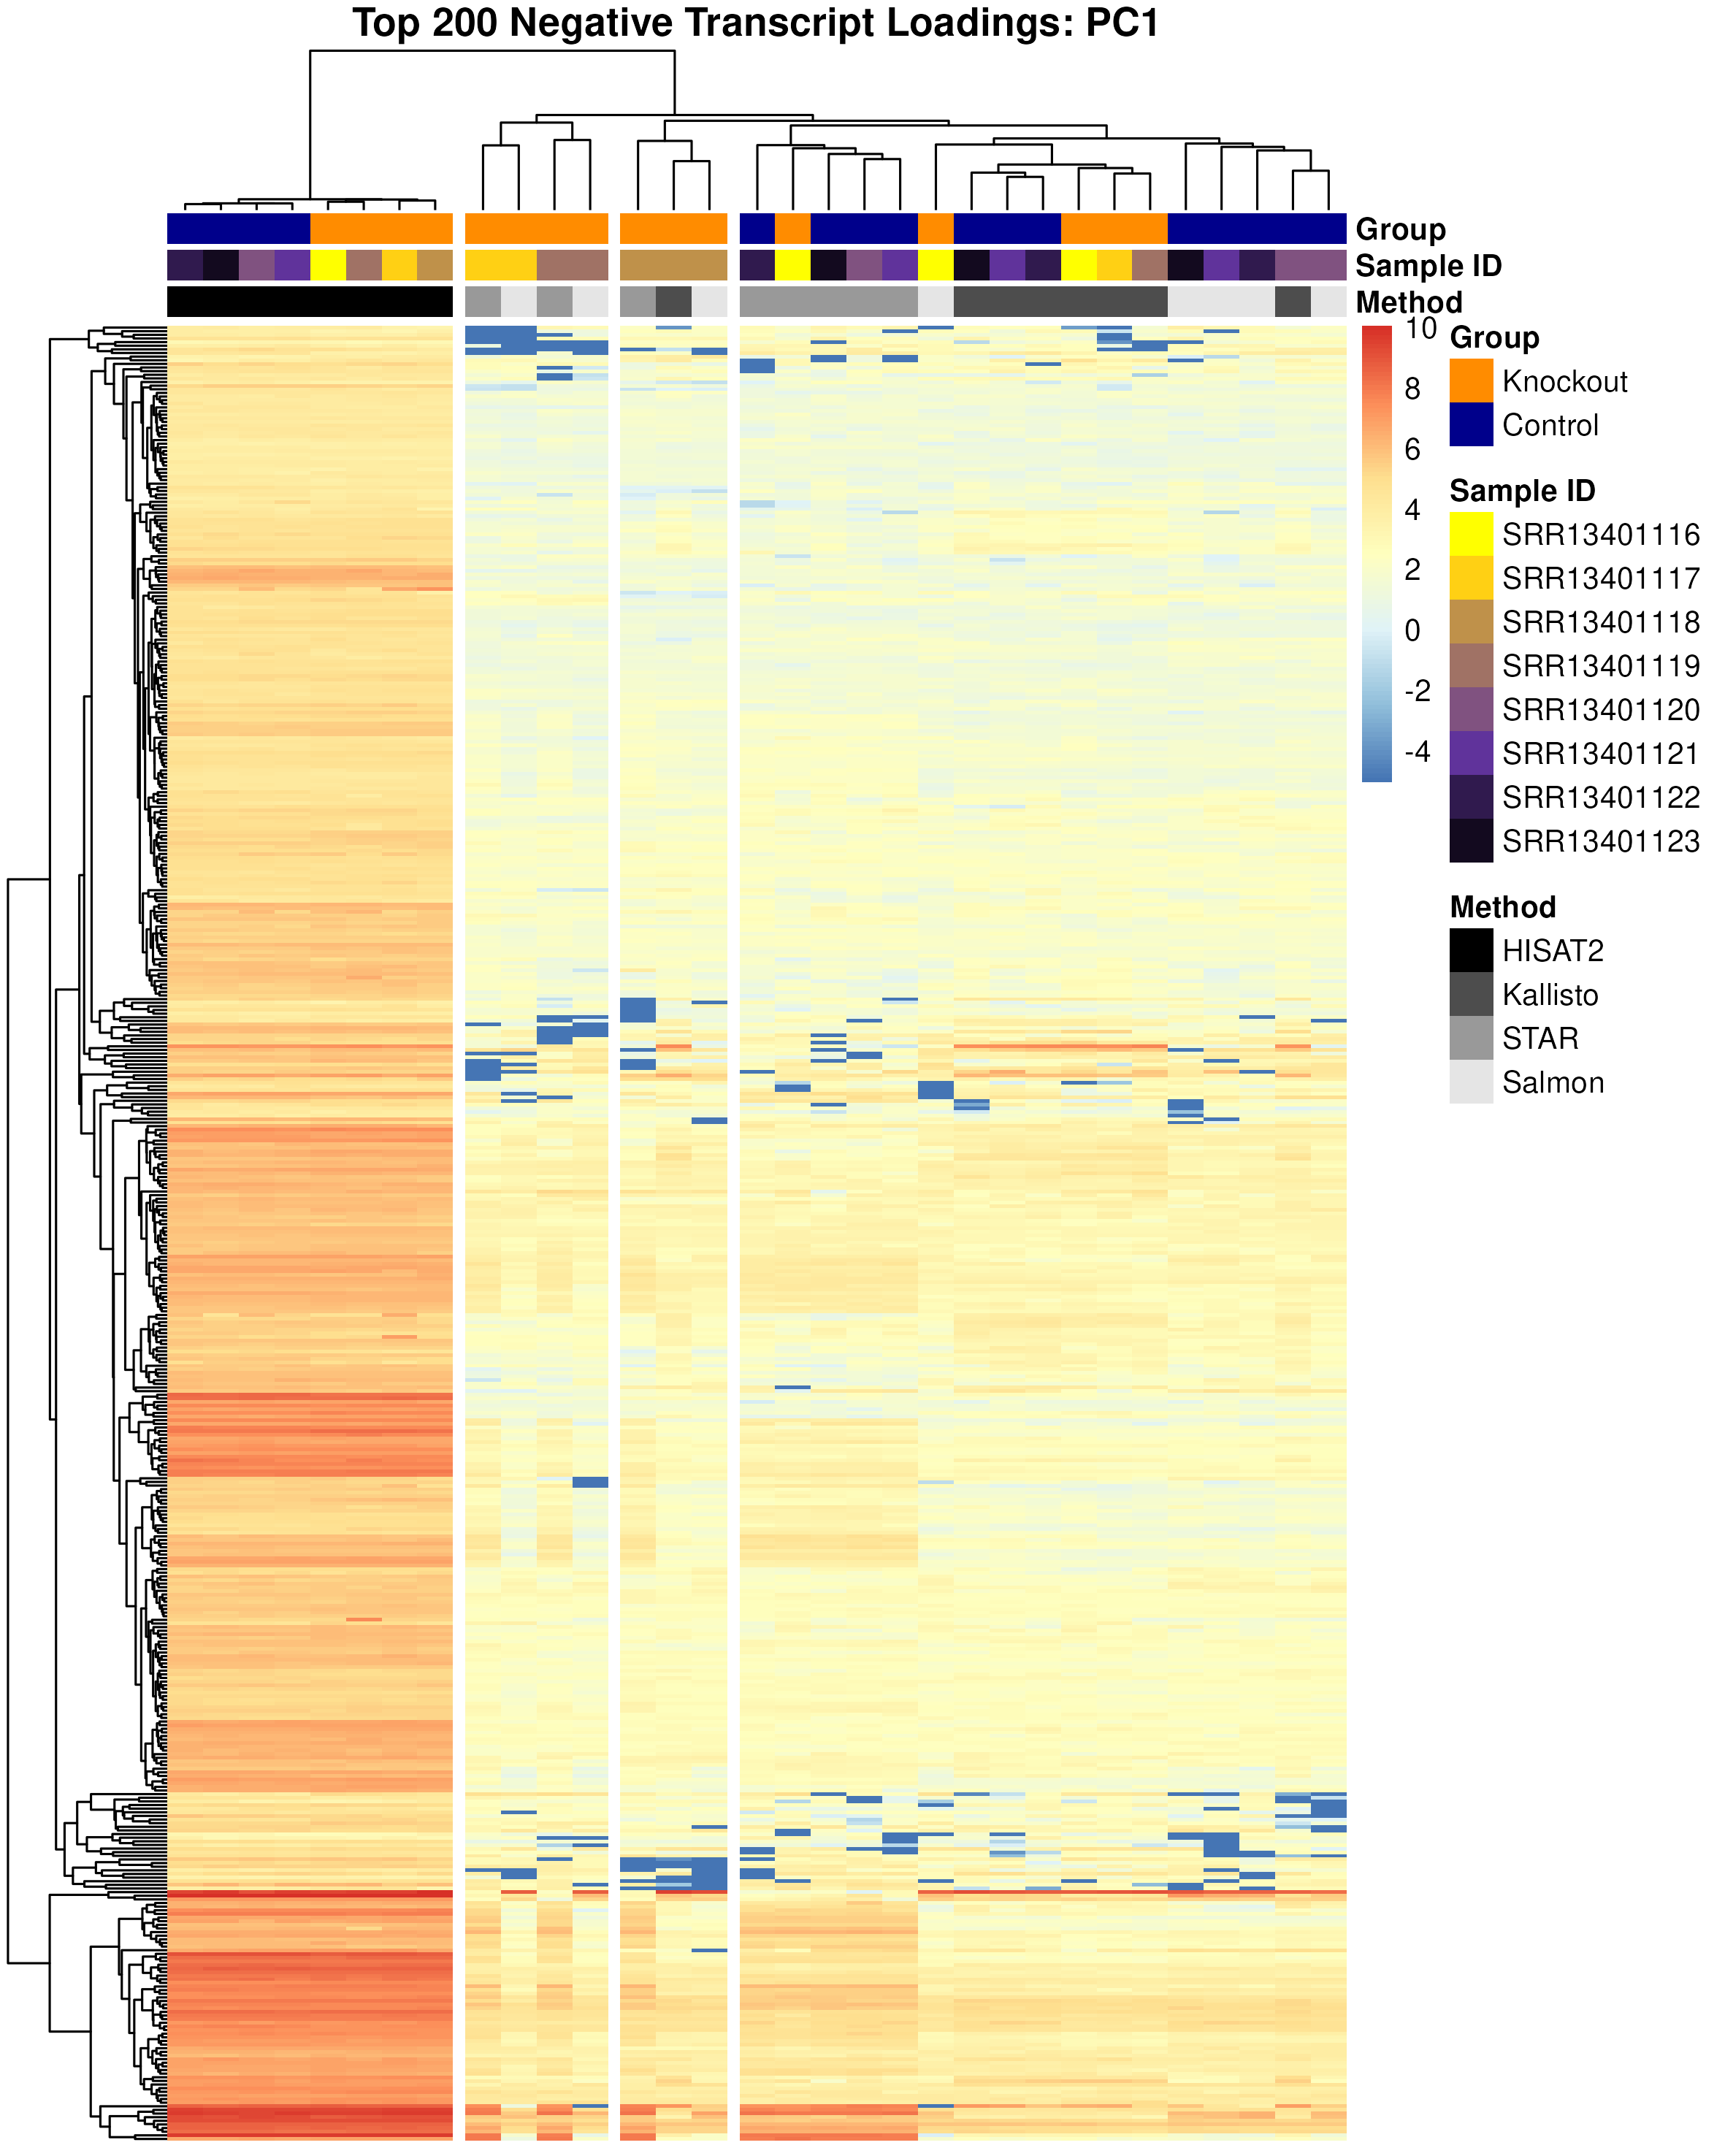 Top 200 Negative Transcript Loadings: PC1
Group
Sample ID
Method
10
8
6
4
2
0
-2
-4
Group
Knockout
Control
Sample ID
SRR13401116
SRR13401117
SRR13401118
SRR13401119
SRR13401120
SRR13401121
SRR13401122
SRR13401123
Method
HISAT2
Kallisto
STAR
Salmon